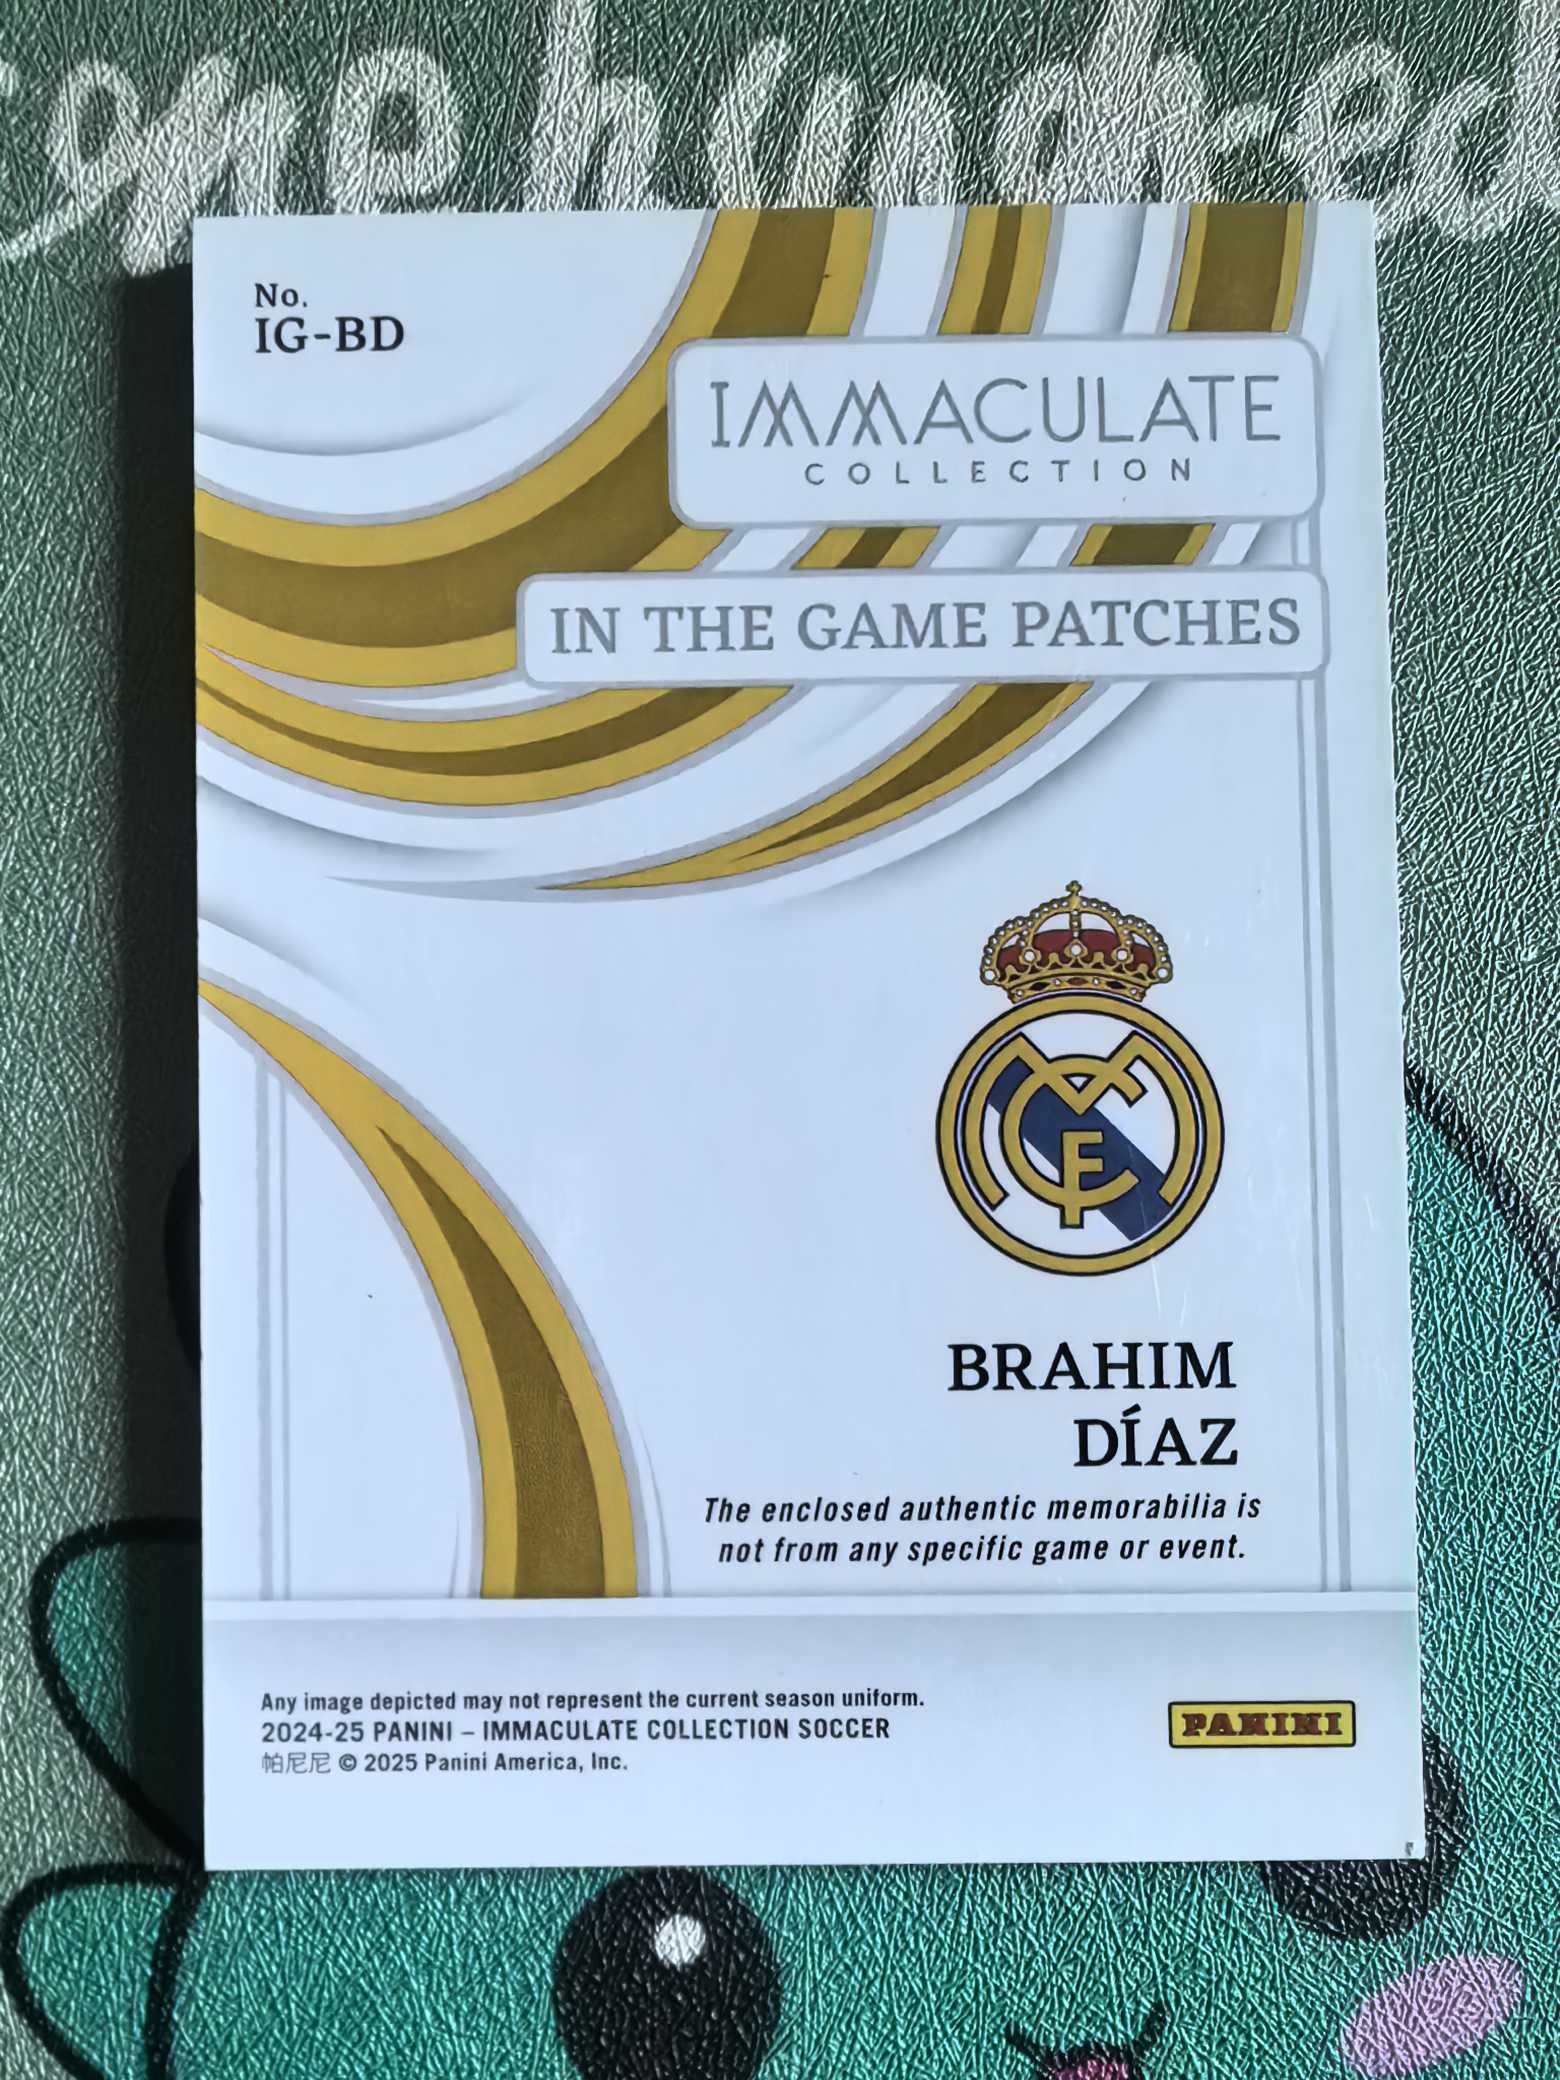 one hundred
No.
IG-BD
IMMACULATE
COLLECTION
IN THE GAME PATCHES
BRAHIM
DÍAZ
The enclosed authentic memorabilia is
not from any specific game or event.
Any image depicted may not represent the current season uniform.
2024-25 PANINI – IMMACULATE COLLECTION SOCCER
帕尼尼 © 2025 Panini America, Inc.
PANINI